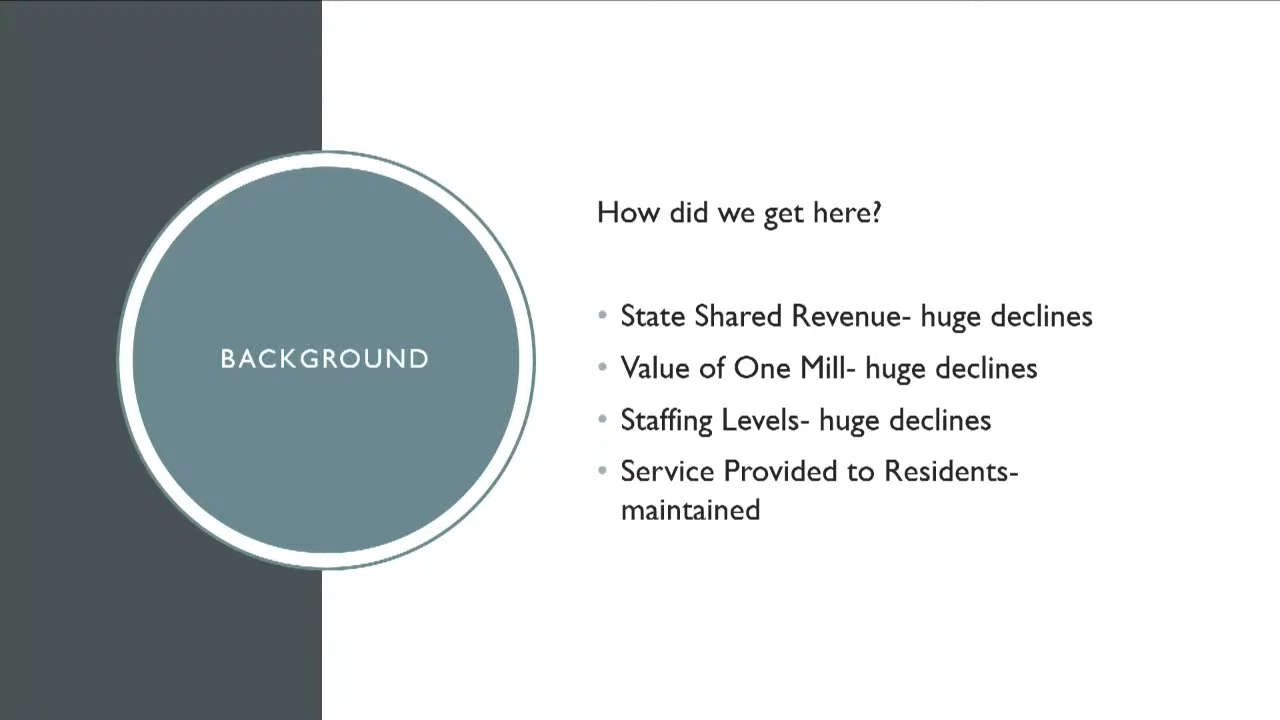 BACKGROUND
How did we get here?
• State Shared Revenue- huge declines
• Value of One Mill- huge declines
• Staffing Levels- huge declines
• Service Provided to Residents-
maintained